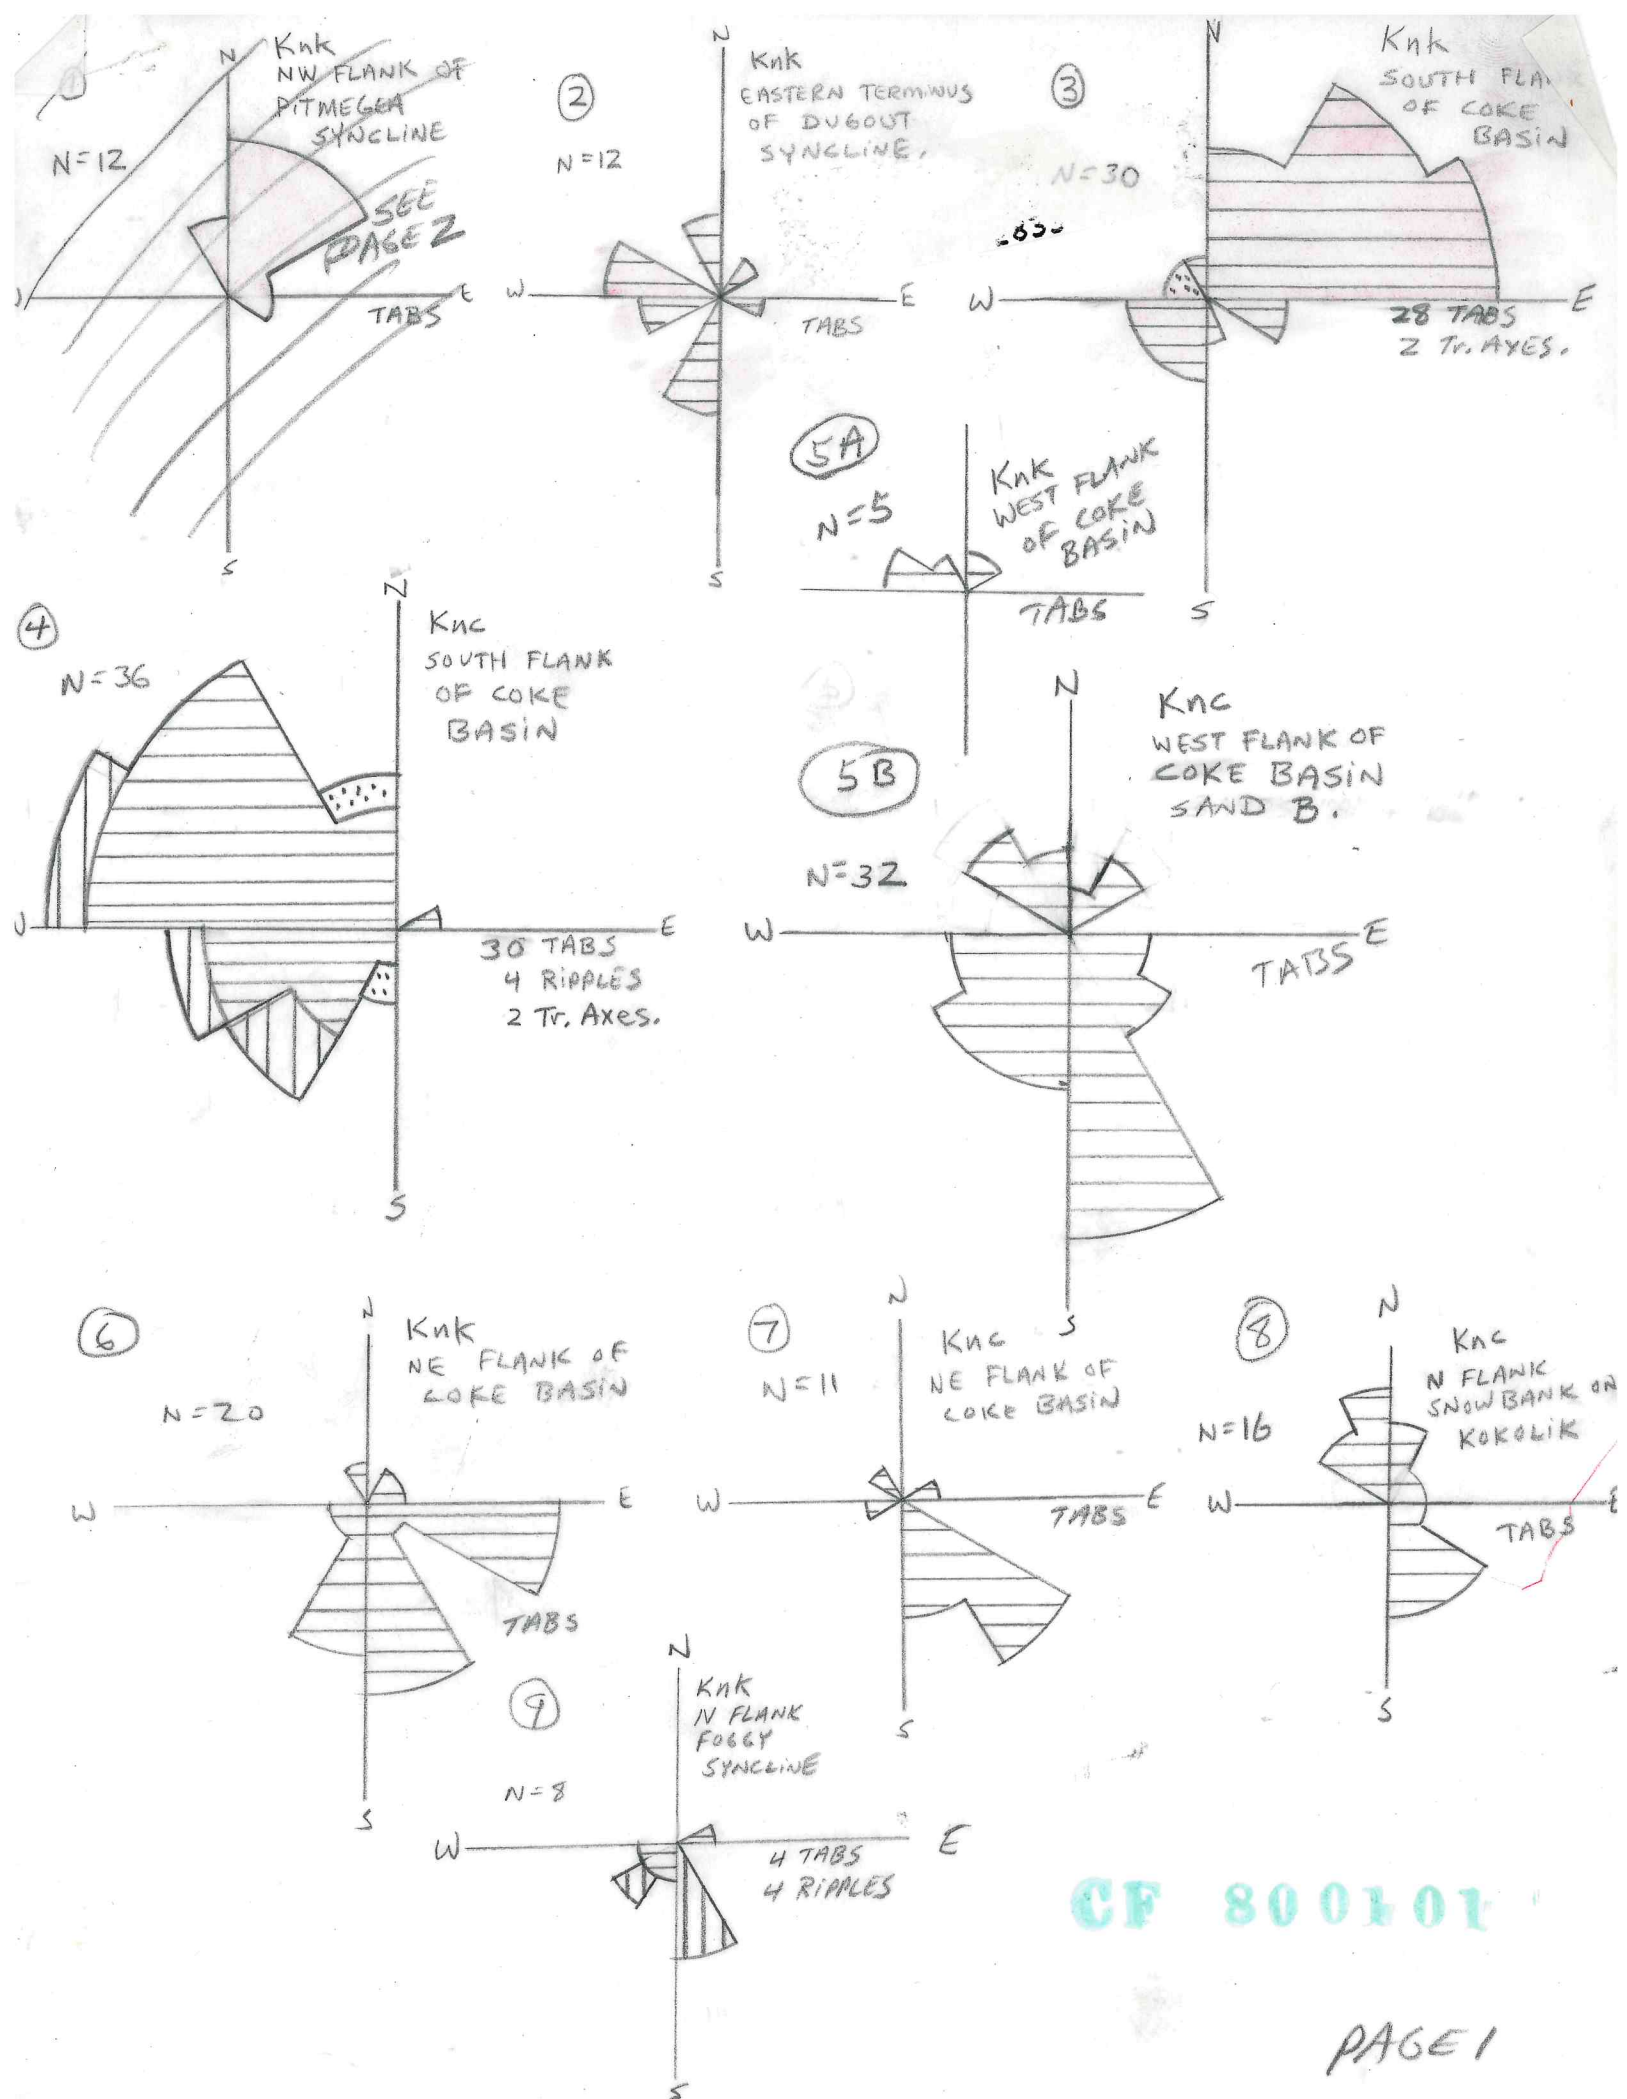 1
N
Knk
NW FLANK OF
PITMEGEA
SYNCLINE
N=12
SEE
PAGE 2
E
TABS
S
2
N
Knk
EASTERN TERMINUS
OF DUGOUT
SYNCLINE.
N=12
W
E
TABS
S
3
N
Knk
SOUTH FLA
OF COKE
BASIN
N=30
W
E
28 TABS
2 Tr. AXES.
S
5A
Knk
WEST FLANK
OF COKE
BASIN
N=5
TABS
4
N
Knc
SOUTH FLANK
OF COKE
BASIN
N=36
E
30 TABS
4 RIPPLES
2 Tr. Axes.
S
5B
N
Knc
WEST FLANK OF
COKE BASIN
SAND B.
N=32
W
E
TABS
S
6
N
Knk
NE FLANK OF
COKE BASIN
N=20
W
E
TABS
S
7
N
Knc
NE FLANK OF
COKE BASIN
N=11
W
E
TABS
S
8
N
Knc
N FLANK
SNOWBANK ON
KOKOLIK
N=16
W
E
TABS
S
9
N
Knk
N FLANK
FOGGY
SYNCLINE
N=8
W
E
4 TABS
4 RIPPLES
S
CF 800101
PAGE 1